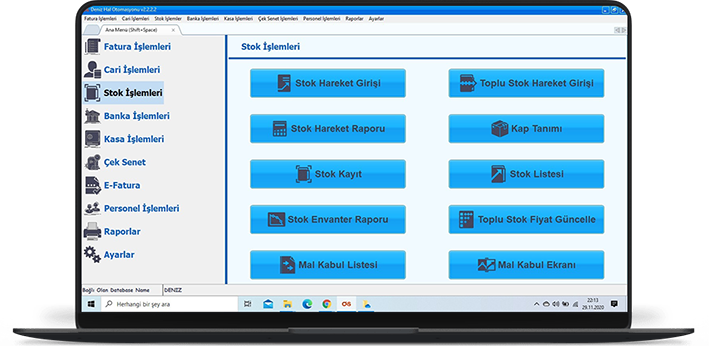 Deniz Hal Otomasyonu v2.2.2.2
Fatura İşlemleri Cari İşlemleri Stok İşlemler Banka İşlemleri Kasa İşlemleri Çek Senet İşlemleri Personel İşlemleri Raporlar Ayarlar
Ana Menü (Shift+Space)
Fatura İşlemleri
Cari İşlemleri
Stok İşlemleri
Banka İşlemleri
Kasa İşlemleri
Çek Senet
E-Fatura
Personel İşlemleri
Raporlar
Ayarlar
Stok İşlemleri
Stok Hareket Girişi
Toplu Stok Hareket Girişi
Stok Hareket Raporu
Kap Tanımı
Stok Kayıt
Stok Listesi
Stok Envanter Raporu
Toplu Stok Fiyat Güncelle
Mal Kabul Listesi
Mal Kabul Ekranı
Bağlı Olan Database Name DENIZ
Herhangi bir şey ara
22:13
29.11.2020